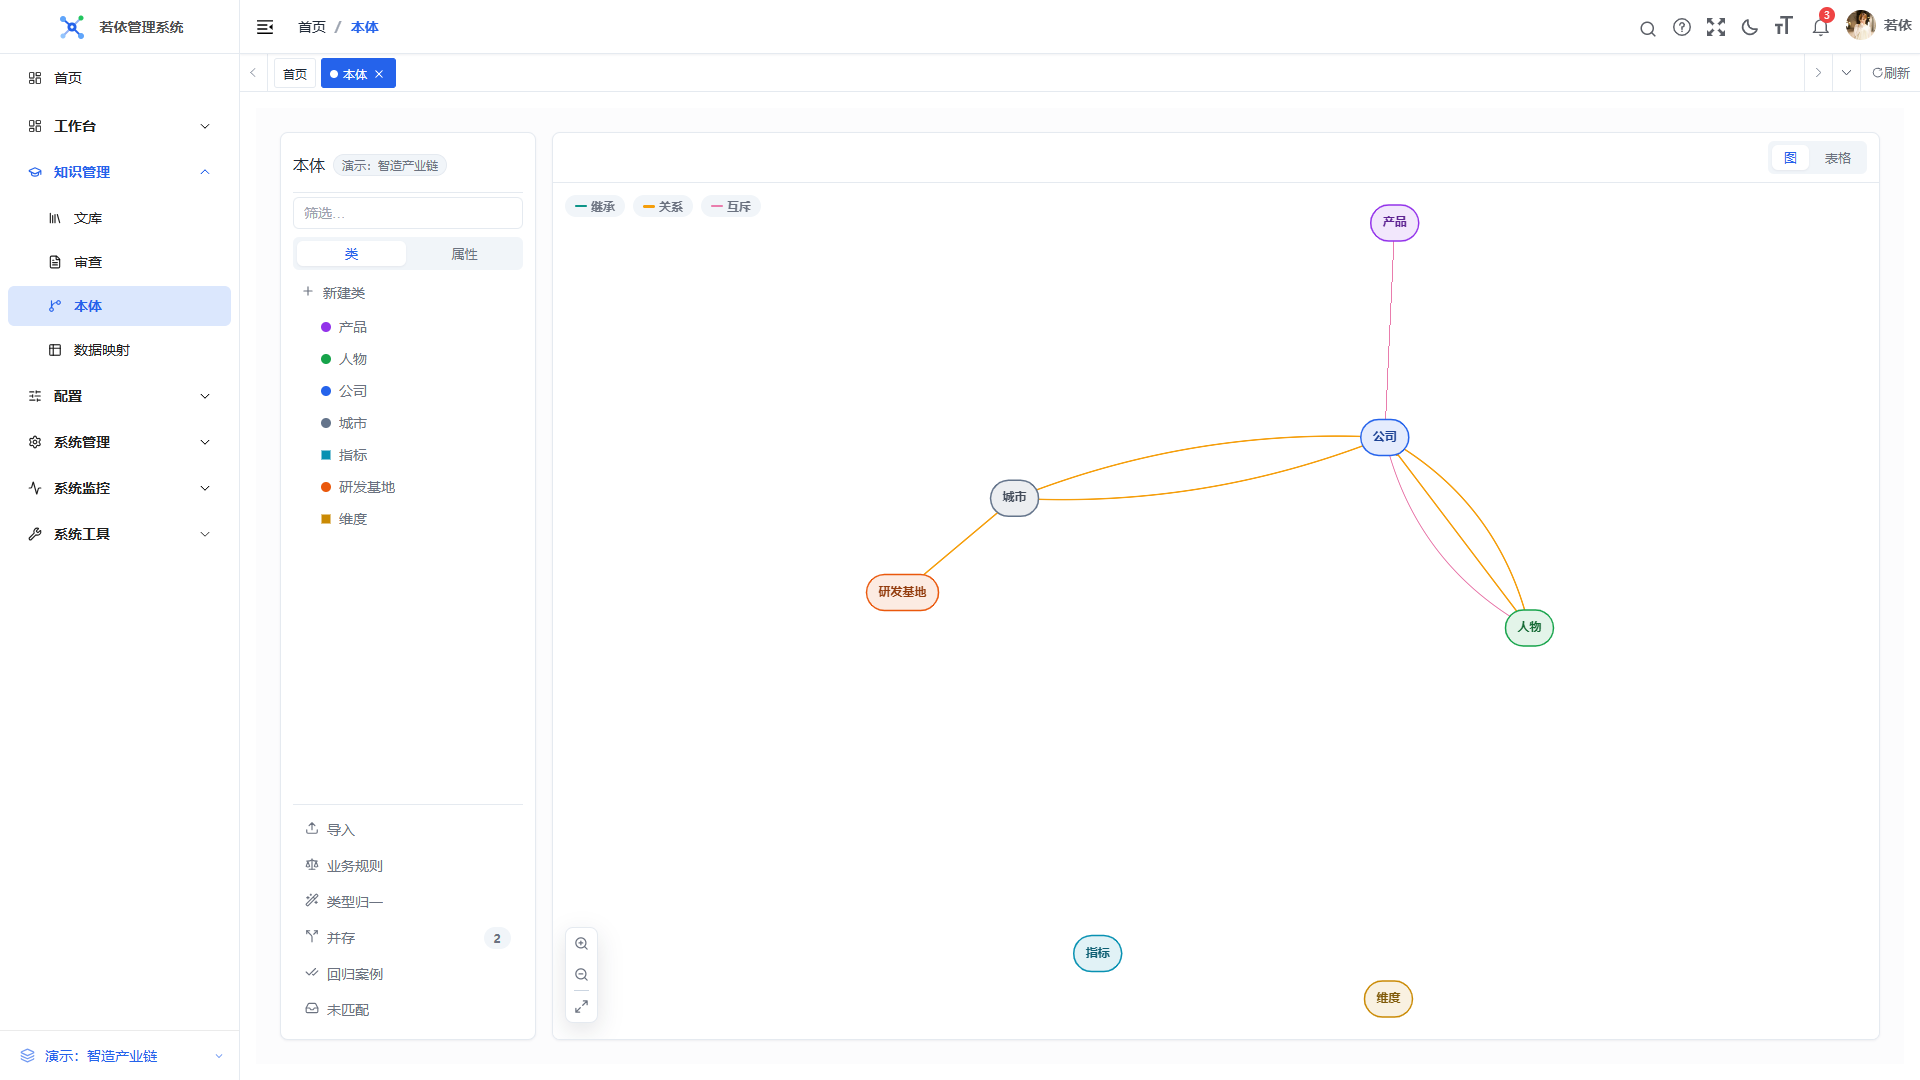 若依管理系统
首页 / 本体
3
若依
首页
本体
刷新
首页
工作台
知识管理
文库
审查
本体
数据映射
配置
系统管理
系统监控
系统工具
演示：智造产业链
本体 演示：智造产业链
筛选...
类 属性
新建类
产品
人物
公司
城市
指标
研发基地
维度
导入
业务规则
类型归一
并存 2
回归案例
未匹配
图 表格
继承 关系 互斥
产品
公司
城市
研发基地
人物
指标
维度